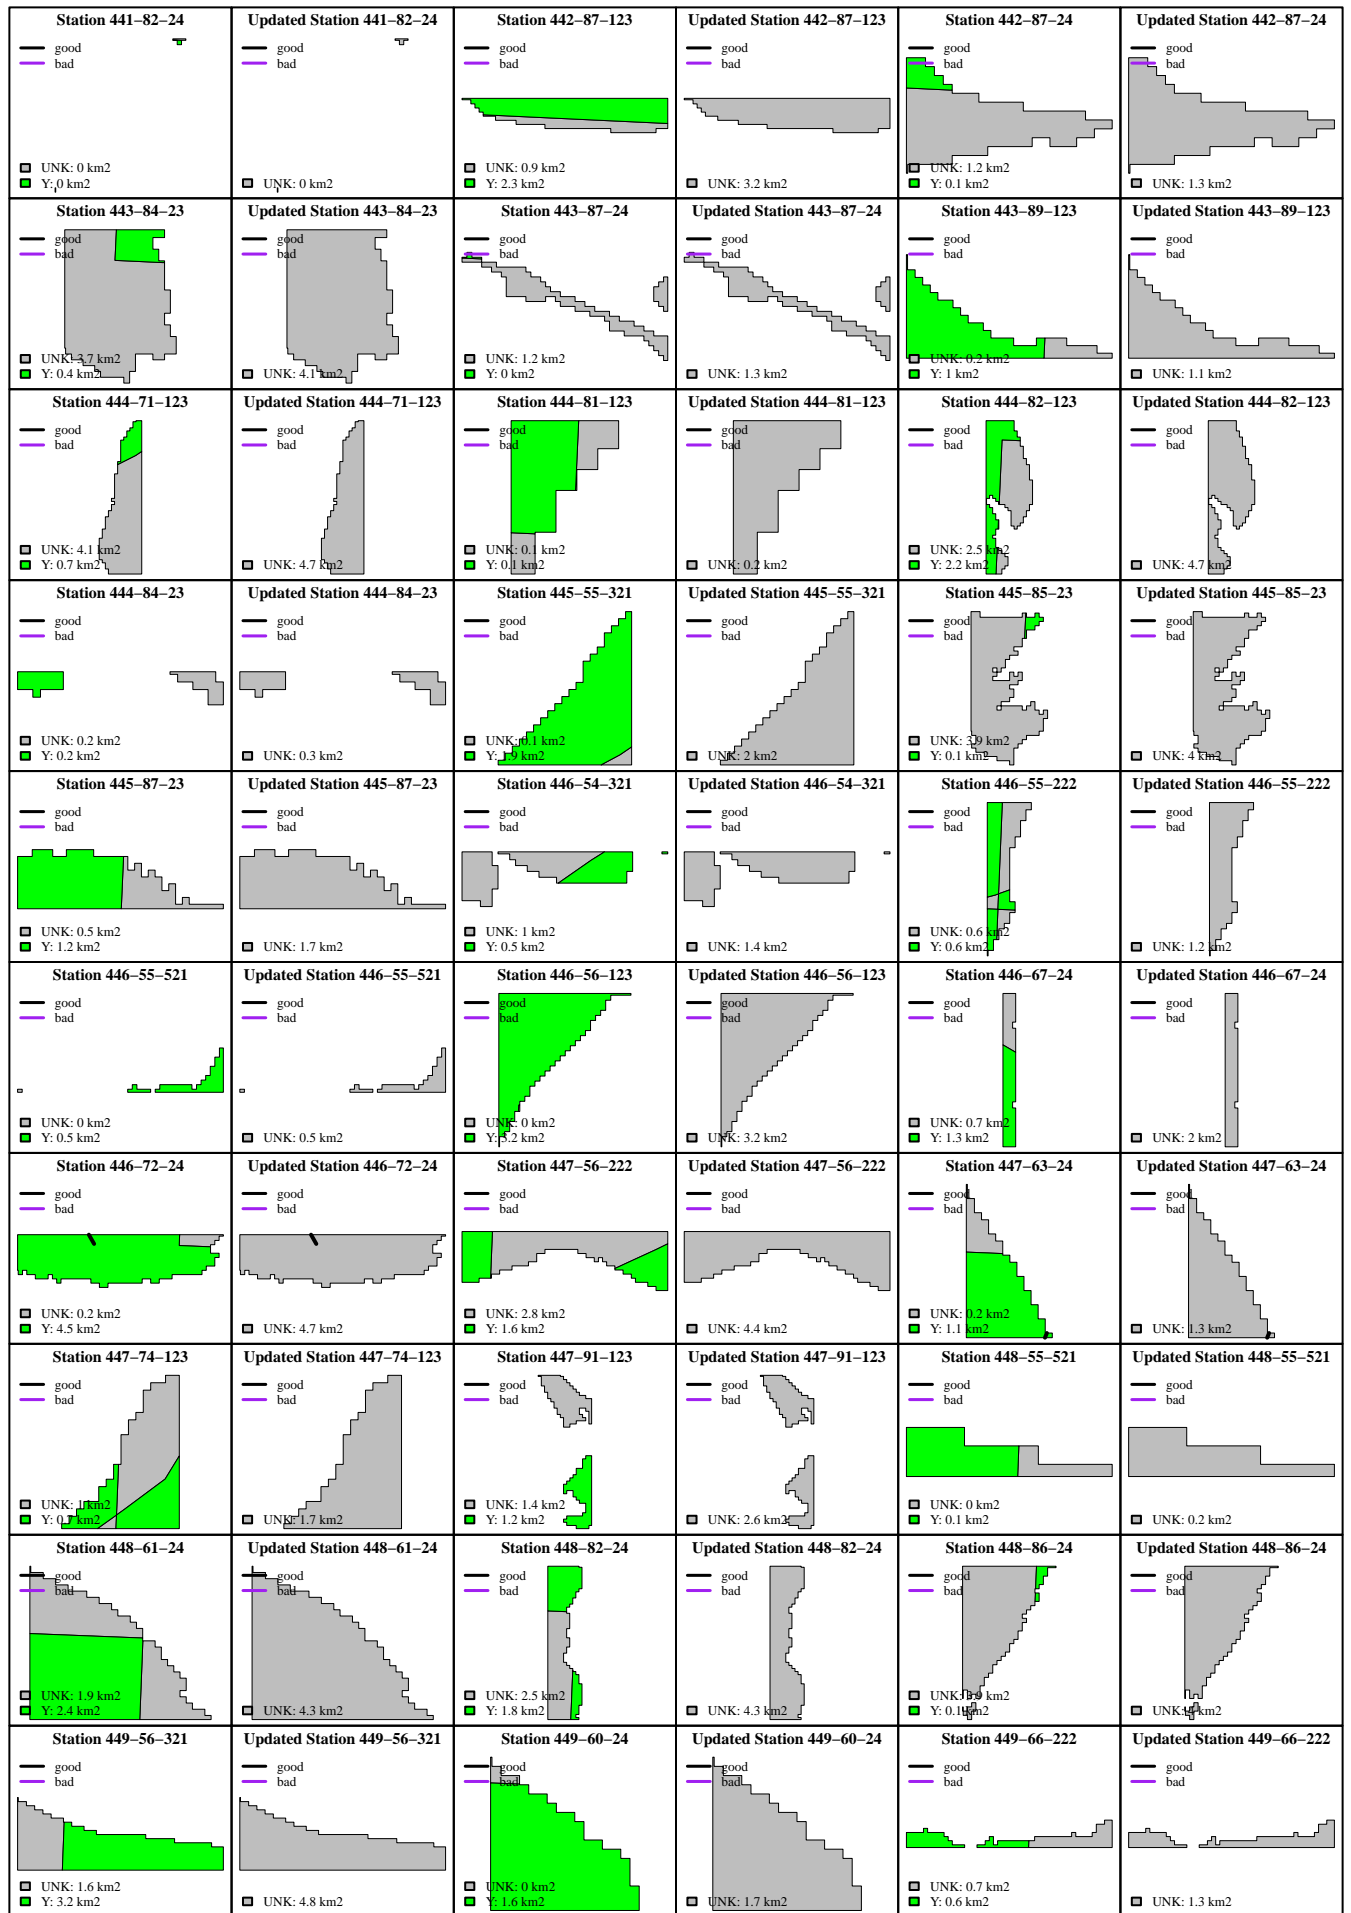 Station 441−82−24
good
bad
UNK: 0 km2
Y: 0 km2
Updated Station 441−82−24
good
bad
UNK: 0 km2
Station 442−87−123
good
bad
UNK: 0.9 km2
Y: 2.3 km2
Updated Station 442−87−123
good
bad
UNK: 3.2 km2
Station 442−87−24
good
bad
UNK: 1.2 km2
Y: 0.1 km2
Updated Station 442−87−24
good
bad
UNK: 1.3 km2
Station 443−84−23
good
bad
UNK: 3.7 km2
Y: 0.4 km2
Updated Station 443−84−23
good
bad
UNK: 4.1 km2
Station 443−87−24
good
bad
UNK: 1.2 km2
Y: 0 km2
Updated Station 443−87−24
good
bad
UNK: 1.3 km2
Station 443−89−123
good
bad
UNK: 0.2 km2
Y: 1 km2
Updated Station 443−89−123
good
bad
UNK: 1.1 km2
Station 444−71−123
good
bad
UNK: 4.1 km2
Y: 0.7 km2
Updated Station 444−71−123
good
bad
UNK: 4.7 km2
Station 444−81−123
good
bad
UNK: 0.1 km2
Y: 0.1 km2
Updated Station 444−81−123
good
bad
UNK: 0.2 km2
Station 444−82−123
good
bad
UNK: 2.5 km2
Y: 2.2 km2
Updated Station 444−82−123
good
bad
UNK: 4.7 km2
Station 444−84−23
good
bad
UNK: 0.2 km2
Y: 0.2 km2
Updated Station 444−84−23
good
bad
UNK: 0.3 km2
Station 445−55−321
good
bad
UNK: 0.1 km2
Y: 1.9 km2
Updated Station 445−55−321
good
bad
UNK: 2 km2
Station 445−85−23
good
bad
UNK: 3.9 km2
Y: 0.1 km2
Updated Station 445−85−23
good
bad
UNK: 4 km2
Station 445−87−23
good
bad
UNK: 0.5 km2
Y: 1.2 km2
Updated Station 445−87−23
good
bad
UNK: 1.7 km2
Station 446−54−321
good
bad
UNK: 1 km2
Y: 0.5 km2
Updated Station 446−54−321
good
bad
UNK: 1.4 km2
Station 446−55−222
good
bad
UNK: 0.6 km2
Y: 0.6 km2
Updated Station 446−55−222
good
bad
UNK: 1.2 km2
Station 446−55−521
good
bad
UNK: 0 km2
Y: 0.5 km2
Updated Station 446−55−521
good
bad
UNK: 0.5 km2
Station 446−56−123
good
bad
UNK: 0 km2
Y: 3.2 km2
Updated Station 446−56−123
good
bad
UNK: 3.2 km2
Station 446−67−24
good
bad
UNK: 0.7 km2
Y: 1.3 km2
Updated Station 446−67−24
good
bad
UNK: 2 km2
Station 446−72−24
good
bad
UNK: 0.2 km2
Y: 4.5 km2
Updated Station 446−72−24
good
bad
UNK: 4.7 km2
Station 447−56−222
good
bad
UNK: 2.8 km2
Y: 1.6 km2
Updated Station 447−56−222
good
bad
UNK: 4.4 km2
Station 447−63−24
good
bad
UNK: 0.2 km2
Y: 1.1 km2
Updated Station 447−63−24
good
bad
UNK: 1.3 km2
Station 447−74−123
good
bad
UNK: 1 km2
Y: 0.7 km2
Updated Station 447−74−123
good
bad
UNK: 1.7 km2
Station 447−91−123
good
bad
UNK: 1.4 km2
Y: 1.2 km2
Updated Station 447−91−123
good
bad
UNK: 2.6 km2
Station 448−55−521
good
bad
UNK: 0 km2
Y: 0.1 km2
Updated Station 448−55−521
good
bad
UNK: 0.2 km2
Station 448−61−24
good
bad
UNK: 1.9 km2
Y: 2.4 km2
Updated Station 448−61−24
good
bad
UNK: 4.3 km2
Station 448−82−24
good
bad
UNK: 2.5 km2
Y: 1.8 km2
Updated Station 448−82−24
good
bad
UNK: 4.3 km2
Station 448−86−24
good
bad
UNK: 3.9 km2
Y: 0.1 km2
Updated Station 448−86−24
good
bad
UNK: 4 km2
Station 449−56−321
good
bad
UNK: 1.6 km2
Y: 3.2 km2
Updated Station 449−56−321
good
bad
UNK: 4.8 km2
Station 449−60−24
good
bad
UNK: 0 km2
Y: 1.6 km2
Updated Station 449−60−24
good
bad
UNK: 1.7 km2
Station 449−66−222
good
bad
UNK: 0.7 km2
Y: 0.6 km2
Updated Station 449−66−222
good
bad
UNK: 1.3 km2